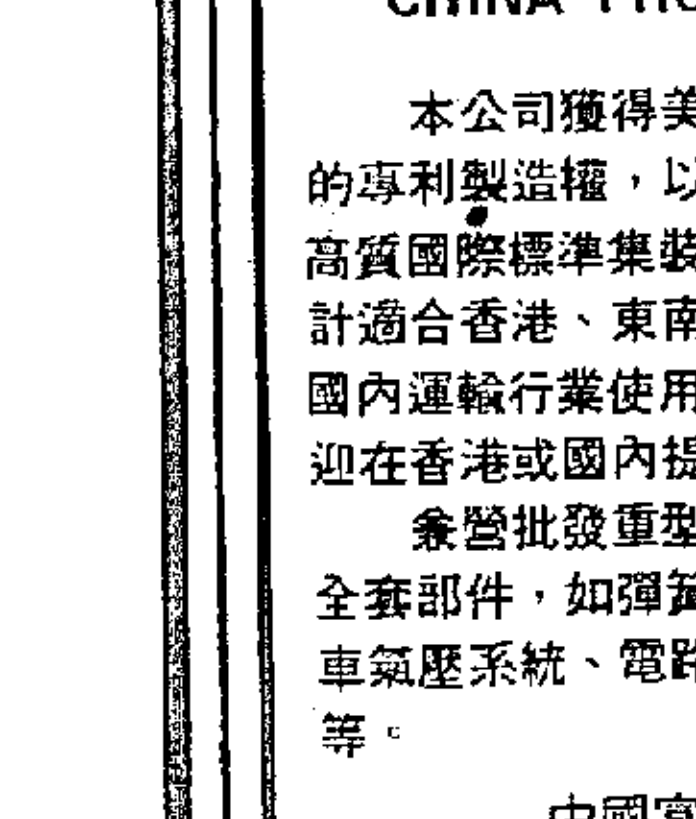 CHINA
本公司獲得美
的專利製造權，以
高質國際標準集裝
計適合香港、東南
國內運輸行業使用
迎在香港或國內提
兼營批發重型
全套部件，如彈簧
車氣壓系統、電路
等。
中國富